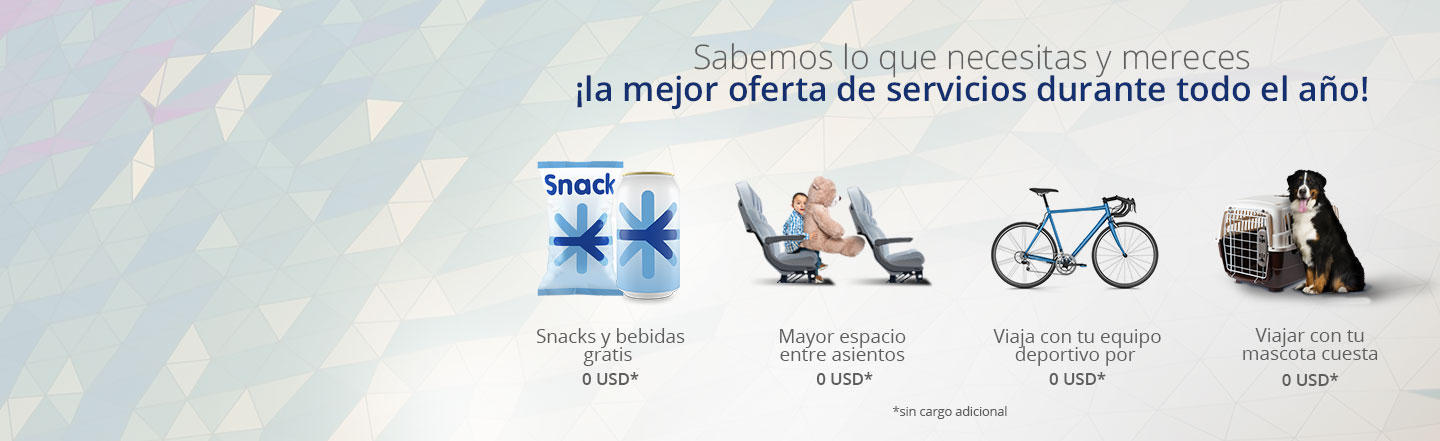 Sabemos lo que necesitas y mereces
¡la mejor oferta de servicios durante todo el año!
Snack
Snacks y bebidas
gratis
0 USD*
Mayor espacio
entre asientos
0 USD*
Viaja con tu equipo
deportivo por
0 USD*
Viajar con tu
mascota cuesta
0 USD*
*sin cargo adicional